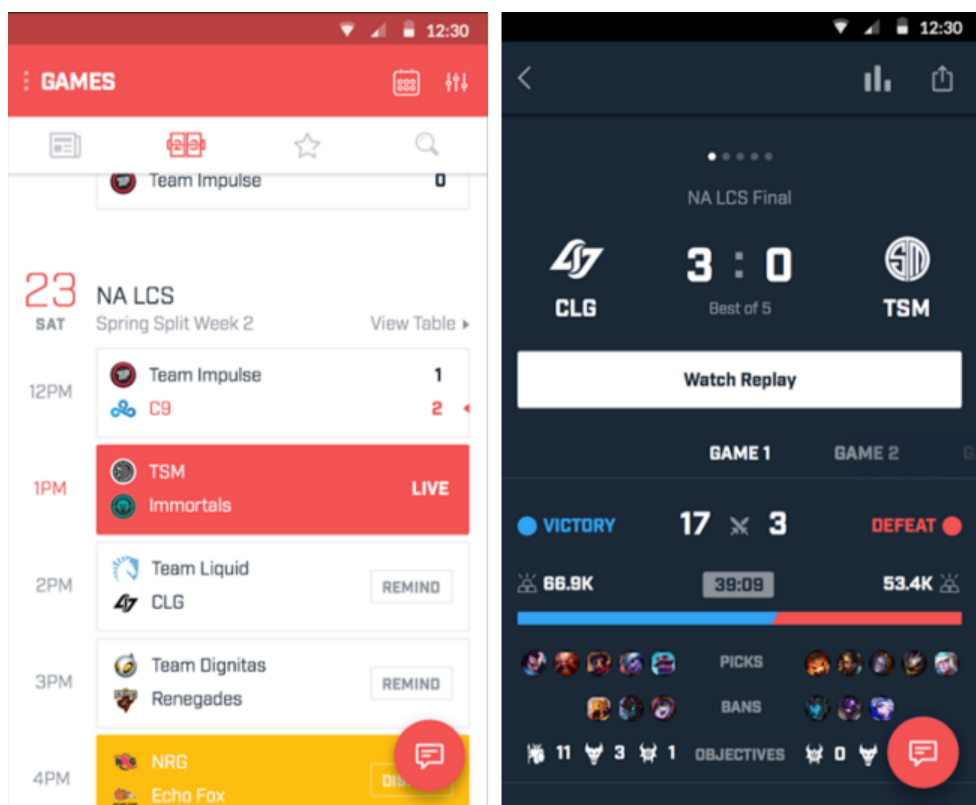 12:30
GAMES
Team Impulse 0
23 NA LCS
SAT Spring Split Week 2 View Table
12PM Team Impulse 1
C9 2
1PM TSM LIVE
Immortals
2PM Team Liquid REMIND
CLG
3PM Team Dignitas REMIND
Renegades
4PM NRG
Echo Fox
12:30
NA LCS Final
3 : 0
CLG Best of 5 TSM
Watch Replay
GAME 1 GAME 2
VICTORY 17 3 DEFEAT
66.9K 39:09 53.4K
PICKS
BANS
11 3 1 OBJECTIVES 0